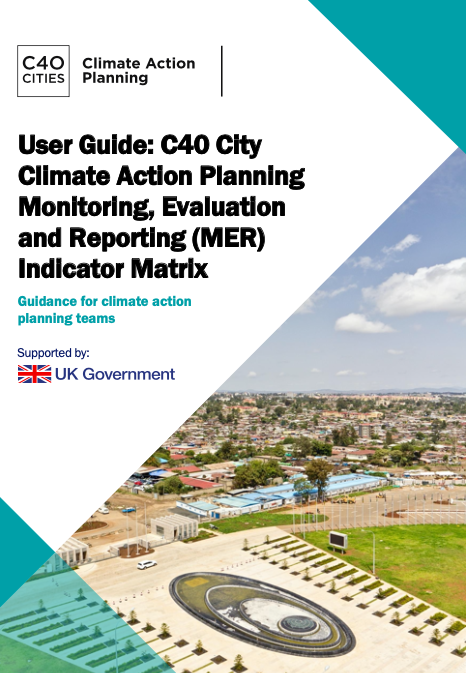 C40
CITIES
Climate Action
Planning
User Guide: C40 City
Climate Action Planning
Monitoring, Evaluation
and Reporting (MER)
Indicator Matrix
Guidance for climate action
planning teams
Supported by:
UK Government